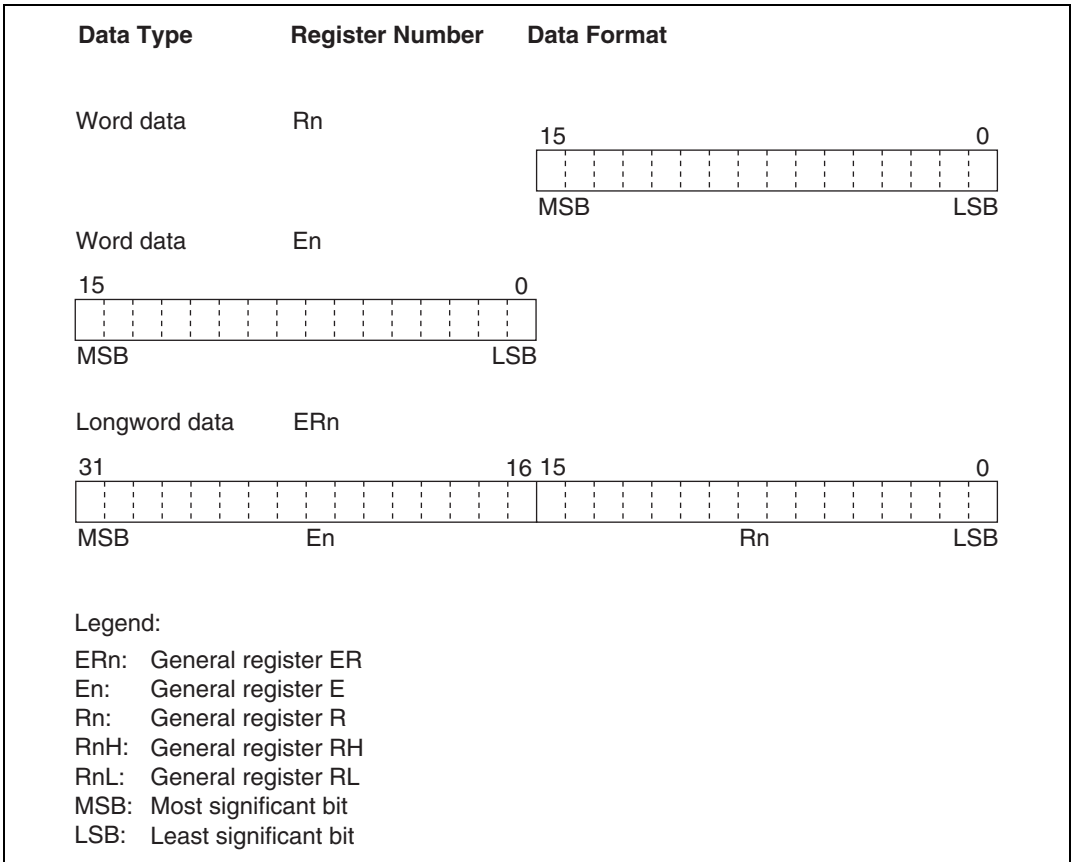 Data Type Register Number Data Format
Word data Rn
15 0
MSB LSB
Word data En
15 0
MSB LSB
Longword data ERn
31 16 15 0
MSB En Rn LSB
Legend:
ERn: General register ER
En: General register E
Rn: General register R
RnH: General register RH
RnL: General register RL
MSB: Most significant bit
LSB: Least significant bit